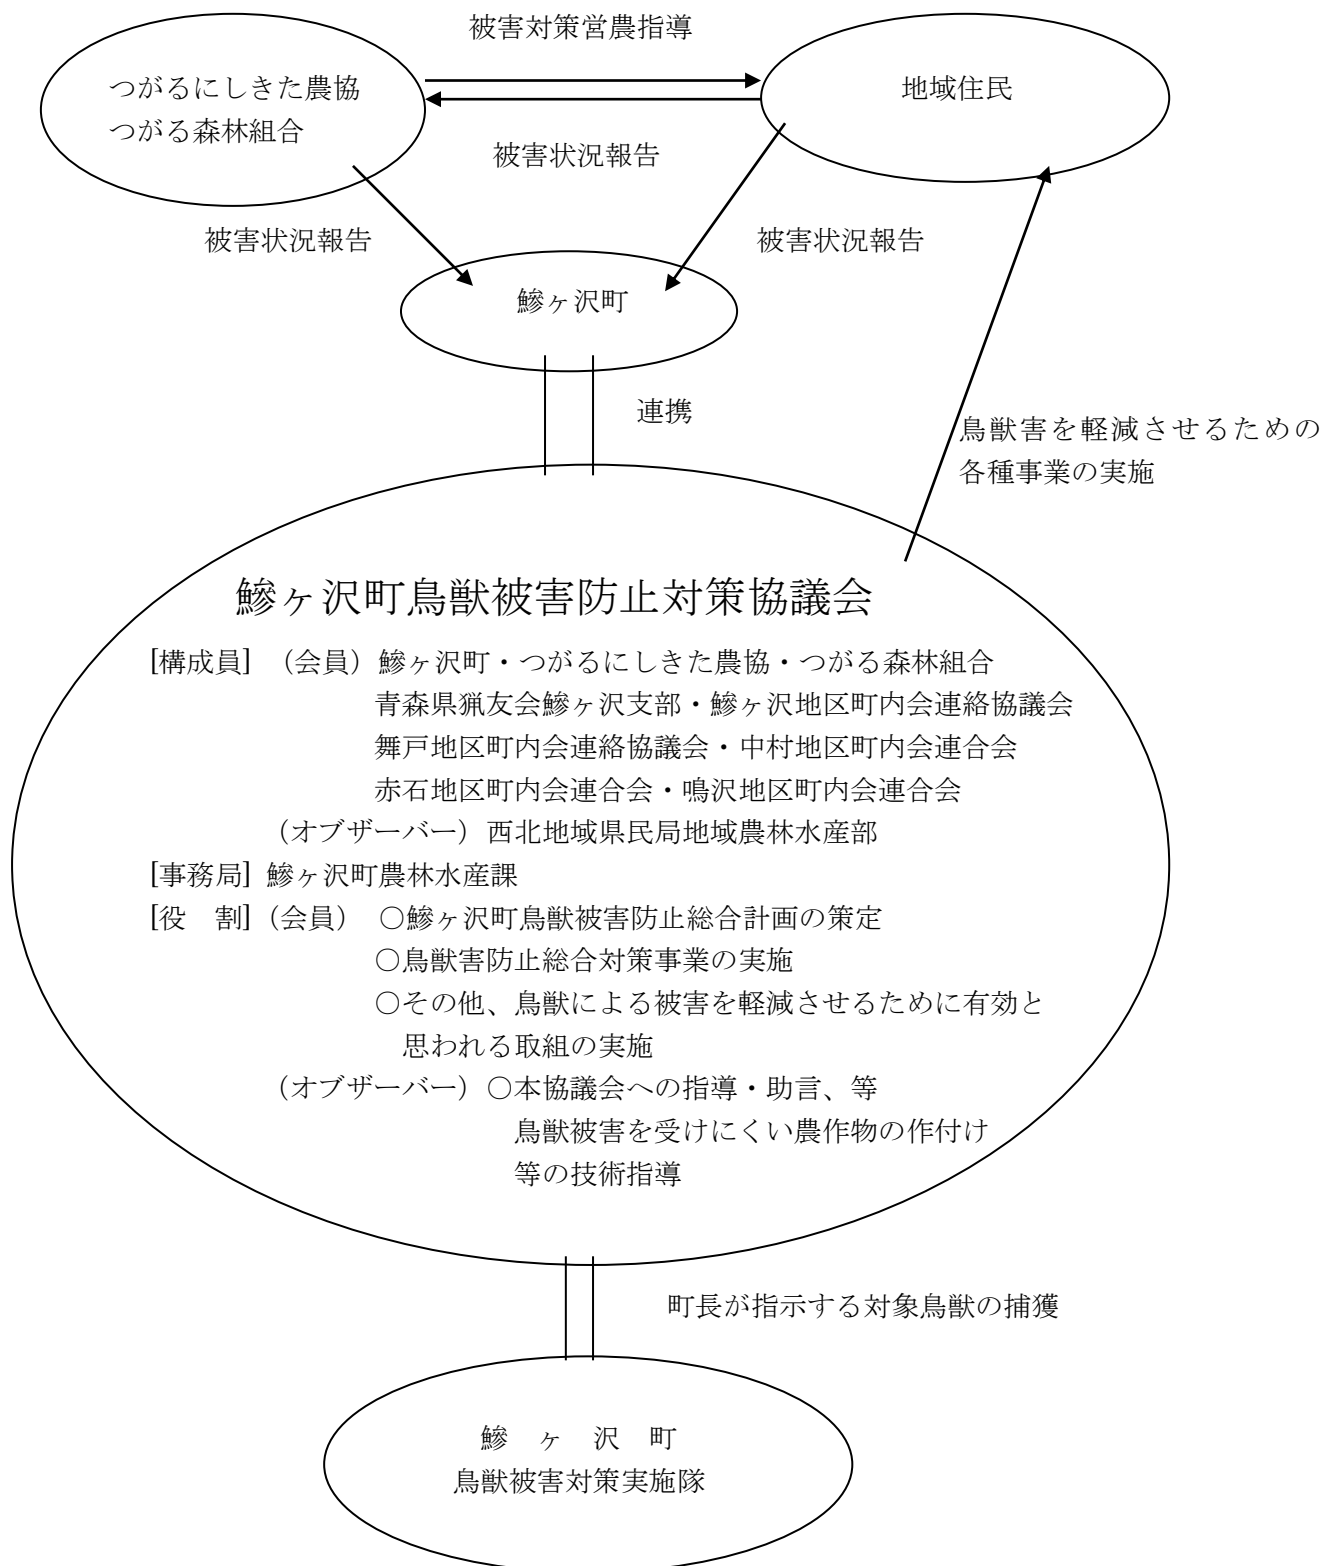 被害対策営農指導
つがるにしきた農協
つがる森林組合
地域住民
被害状況報告
被害状況報告
被害状況報告
鰺ヶ沢町
連携
鳥獣害を軽減させるための
各種事業の実施
鰺ヶ沢町鳥獣被害防止対策協議会
[構成員] （会員）鰺ヶ沢町・つがるにしきた農協・つがる森林組合
青森県猟友会鰺ヶ沢支部・鰺ヶ沢地区町内会連絡協議会
舞戸地区町内会連絡協議会・中村地区町内会連合会
赤石地区町内会連合会・鳴沢地区町内会連合会
（オブザーバー）西北地域県民局地域農林水産部
[事務局] 鰺ヶ沢町農林水産課
[役　割]（会員） ○鰺ヶ沢町鳥獣被害防止総合計画の策定
○鳥獣害防止総合対策事業の実施
○その他、鳥獣による被害を軽減させるために有効と
思われる取組の実施
（オブザーバー）○本協議会への指導・助言、等
鳥獣被害を受けにくい農作物の作付け
等の技術指導
町長が指示する対象鳥獣の捕獲
鰺　ヶ　沢　町
鳥獣被害対策実施隊